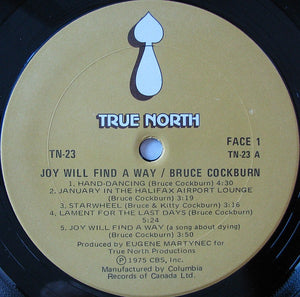 TRUE NORTH
FACE 1
TN-23
TN-23 A
JOY WILL FIND A WAY / BRUCE COCKBURN
1. HAND-DANCING (Bruce Cockburn) 4:30
2. JANUARY IN THE HALIFAX AIRPORT LOUNGE
(Bruce Cockburn) 3:19
3. STARWHEEL (Bruce & Kitty Cockburn) 3:16
4. LAMENT FOR THE LAST DAYS (Bruce Cockburn)
5:24
5. JOY WILL FIND A WAY (a song about dying)
(Bruce Cockburn) 3:50
Produced by EUGENE MARTYNEC for
True North Productions
Ⓟ 1975 CBS, Inc.
Manufactured by Columbia
Records of Canada Ltd.